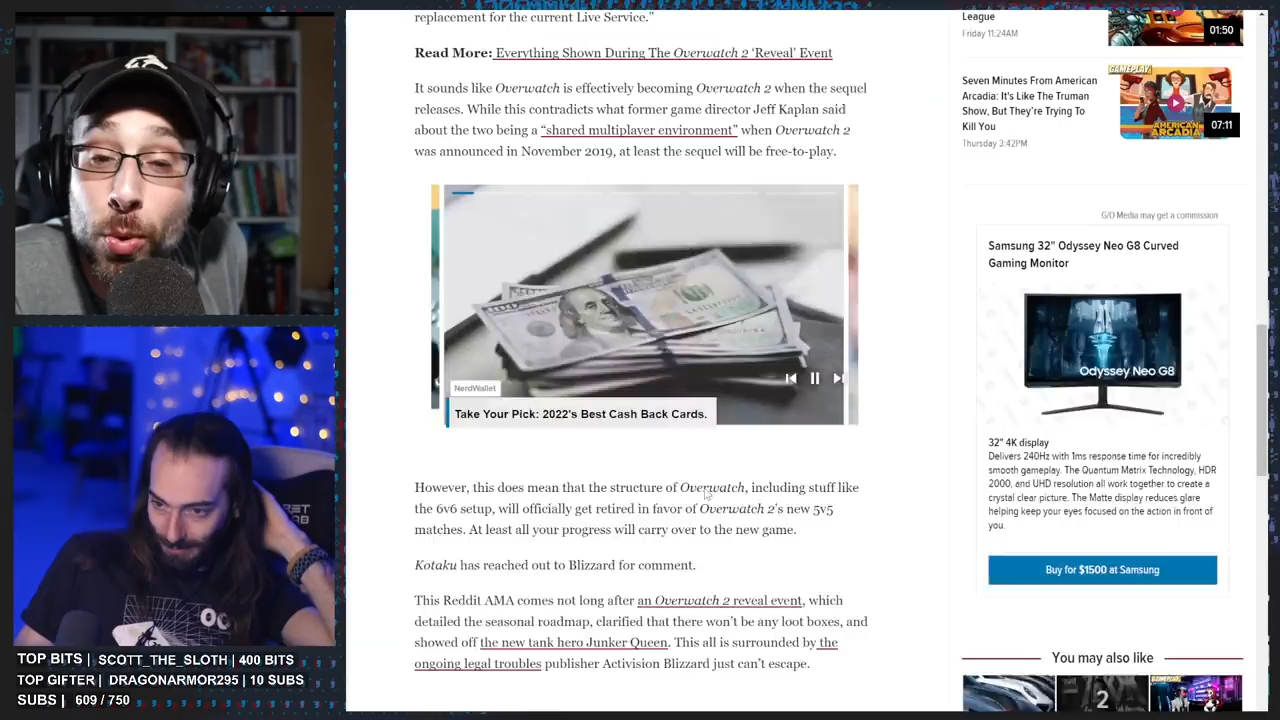 replacement for the current Live Service.”
Read More: Everything Shown During The Overwatch 2 ‘Reveal’ Event
It sounds like Overwatch is effectively becoming Overwatch 2 when the sequel
releases. While this contradicts what former game director Jeff Kaplan said
about the two being a “shared multiplayer environment” when Overwatch 2
was announced in November 2019, at least the sequel will be free-to-play.
NerdWallet
Take Your Pick: 2022's Best Cash Back Cards.
However, this does mean that the structure of Overwatch, including stuff like
the 6v6 setup, will officially get retired in favor of Overwatch 2’s new 5v5
matches. At least all your progress will carry over to the new game.
Kotaku has reached out to Blizzard for comment.
This Reddit AMA comes not long after an Overwatch 2 reveal event, which
detailed the seasonal roadmap, clarified that there won’t be any loot boxes, and
showed off the new tank hero Junker Queen. This all is surrounded by the
ongoing legal troubles publisher Activision Blizzard just can’t escape.
League
Friday 11:24AM
01:50
Seven Minutes From American
Arcadia: It's Like The Truman
Show, But They're Trying To
Kill You
Thursday 3:42PM
GAMEPLAY
AMERICAN
ARCADIA
07:11
G/O Media may get a commission
Samsung 32" Odyssey Neo G8 Curved
Gaming Monitor
Odyssey Neo G8
32" 4K display
Delivers 240Hz with 1ms response time for incredibly
smooth gameplay. The Quantum Matrix Technology, HDR
2000, and UHD resolution all work together to create a
crystal clear picture. The Matte display reduces glare
helping keep your eyes focused on the action in front of
you.
Buy for $1500 at Samsung
You may also like
2
TOP BITS | SCOTT_THE_SLOTH | 400 BITS
TOP GIFTER | DRAGONARMOR295 | 10 SUBS
SUBS | 609 / 750